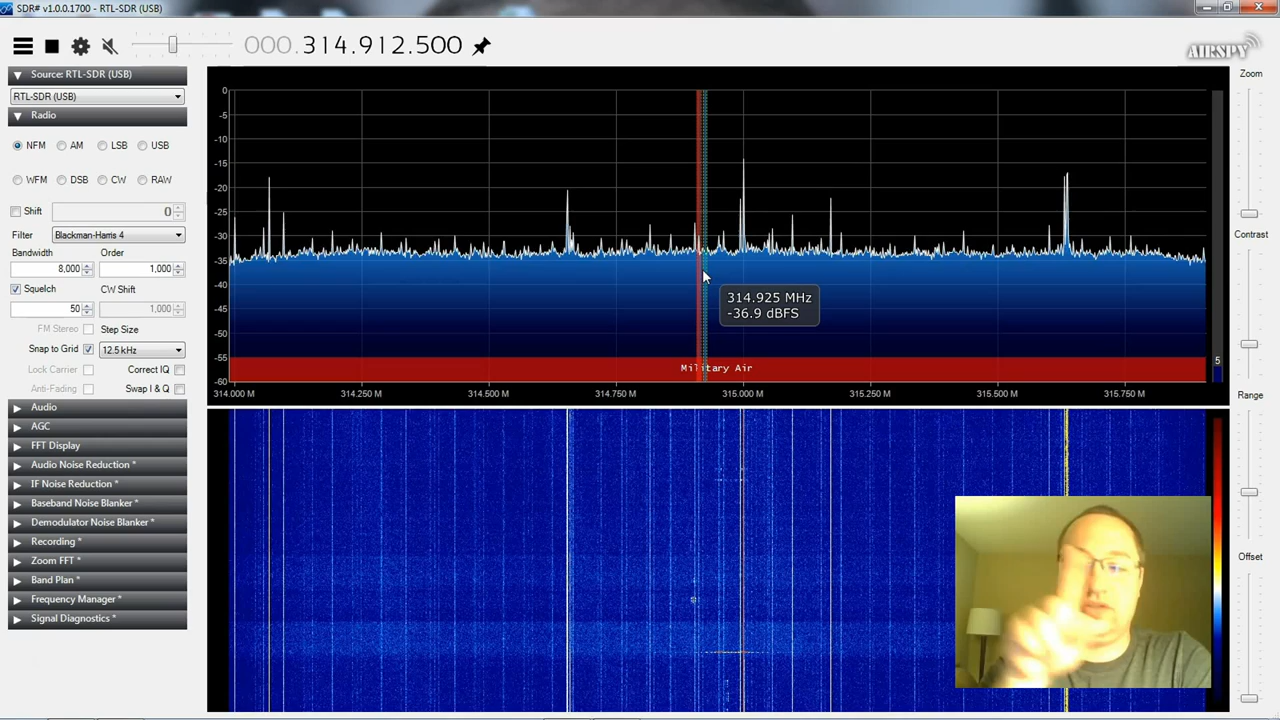 SDR# v1.0.0.1700 - RTL-SDR (USB)
000.314.912.500
AIRSPY
Source: RTL-SDR (USB)
RTL-SDR (USB)
Radio
NFM AM LSB USB
WFM DSB CW RAW
Shift 0
Filter Blackman-Harris 4
Bandwidth Order
8,000 1,000
Squelch CW Shift
50 1,000
FM Stereo Step Size
Snap to Grid 12.5 kHz
Lock Carrier Correct IQ
Anti-Fading Swap I & Q
Audio
AGC
FFT Display
Audio Noise Reduction *
IF Noise Reduction *
Baseband Noise Blanker *
Demodulator Noise Blanker *
Recording *
Zoom FFT *
Band Plan *
Frequency Manager *
Signal Diagnostics *
0
-5
-10
-15
-20
-25
-30
-35
-40
-45
-50
-55
-60
314.925 MHz
-36.9 dBFS
Military Air
5
314.000 M 314.250 M 314.500 M 314.750 M 315.000 M 315.250 M 315.500 M 315.750 M
Zoom
Contrast
Range
Offset